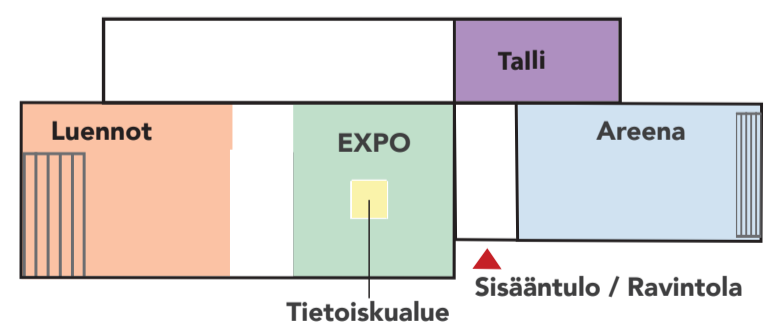 Talli
Luennot
EXPO
Areena
Sisääntulo / Ravintola
Tietoiskualue